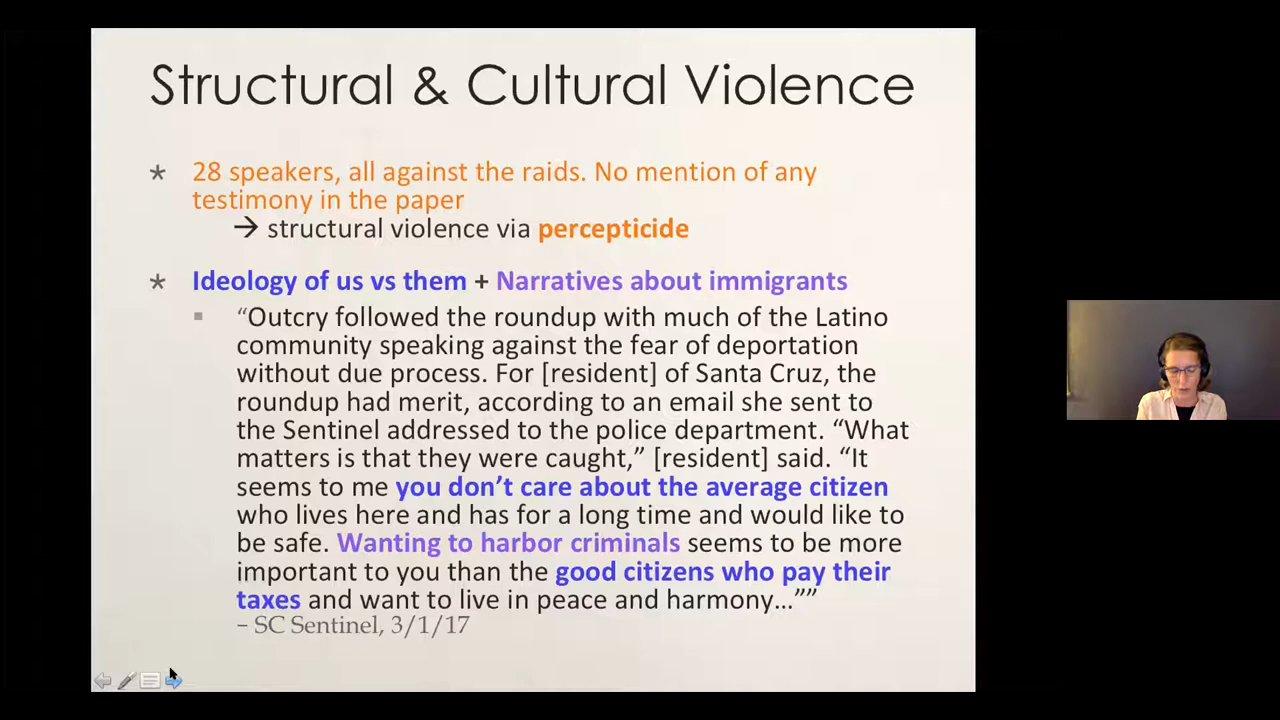 Structural & Cultural Violence
* 28 speakers, all against the raids. No mention of any
testimony in the paper
→ structural violence via percepticide
* Ideology of us vs them + Narratives about immigrants
▪ “Outcry followed the roundup with much of the Latino
community speaking against the fear of deportation
without due process. For [resident] of Santa Cruz, the
roundup had merit, according to an email she sent to
the Sentinel addressed to the police department. “What
matters is that they were caught,” [resident] said. “It
seems to me you don’t care about the average citizen
who lives here and has for a long time and would like to
be safe. Wanting to harbor criminals seems to be more
important to you than the good citizens who pay their
taxes and want to live in peace and harmony…””
– SC Sentinel, 3/1/17